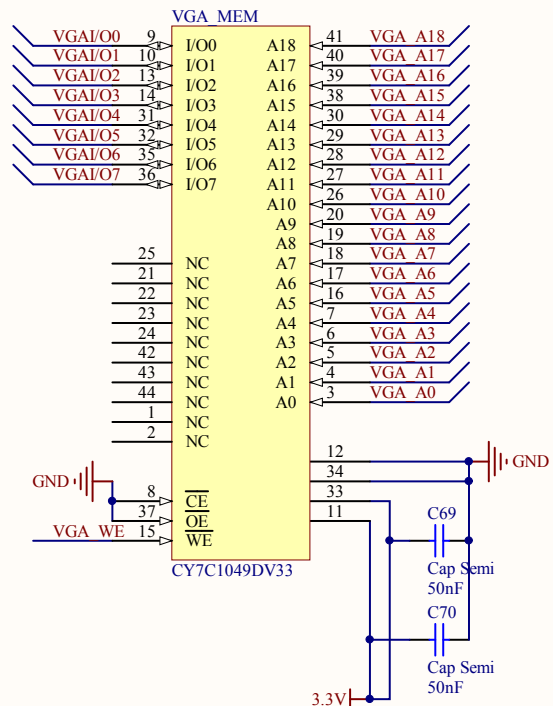 VGA_MEM
VGAI/O0 9 I/O0 A18 41 VGA_A18
VGAI/O1 10 I/O1 A17 40 VGA_A17
VGAI/O2 13 I/O2 A16 39 VGA_A16
VGAI/O3 14 I/O3 A15 38 VGA_A15
VGAI/O4 31 I/O4 A14 30 VGA_A14
VGAI/O5 32 I/O5 A13 29 VGA_A13
VGAI/O6 35 I/O6 A12 28 VGA_A12
VGAI/O7 36 I/O7 A11 27 VGA_A11
A10 26 VGA_A10
A9 20 VGA_A9
A8 19 VGA_A8
25 NC A7 18 VGA_A7
21 NC A6 17 VGA_A6
22 NC A5 16 VGA_A5
23 NC A4 7 VGA_A4
24 NC A3 6 VGA_A3
42 NC A2 5 VGA_A2
43 NC A1 4 VGA_A1
44 NC A0 3 VGA_A0
1 NC
2 NC
12 GND
34
GND 8 CE 33
37 OE 11
VGA_WE 15 WE
CY7C1049DV33
C69
Cap Semi
50nF
C70
Cap Semi
50nF
3.3V